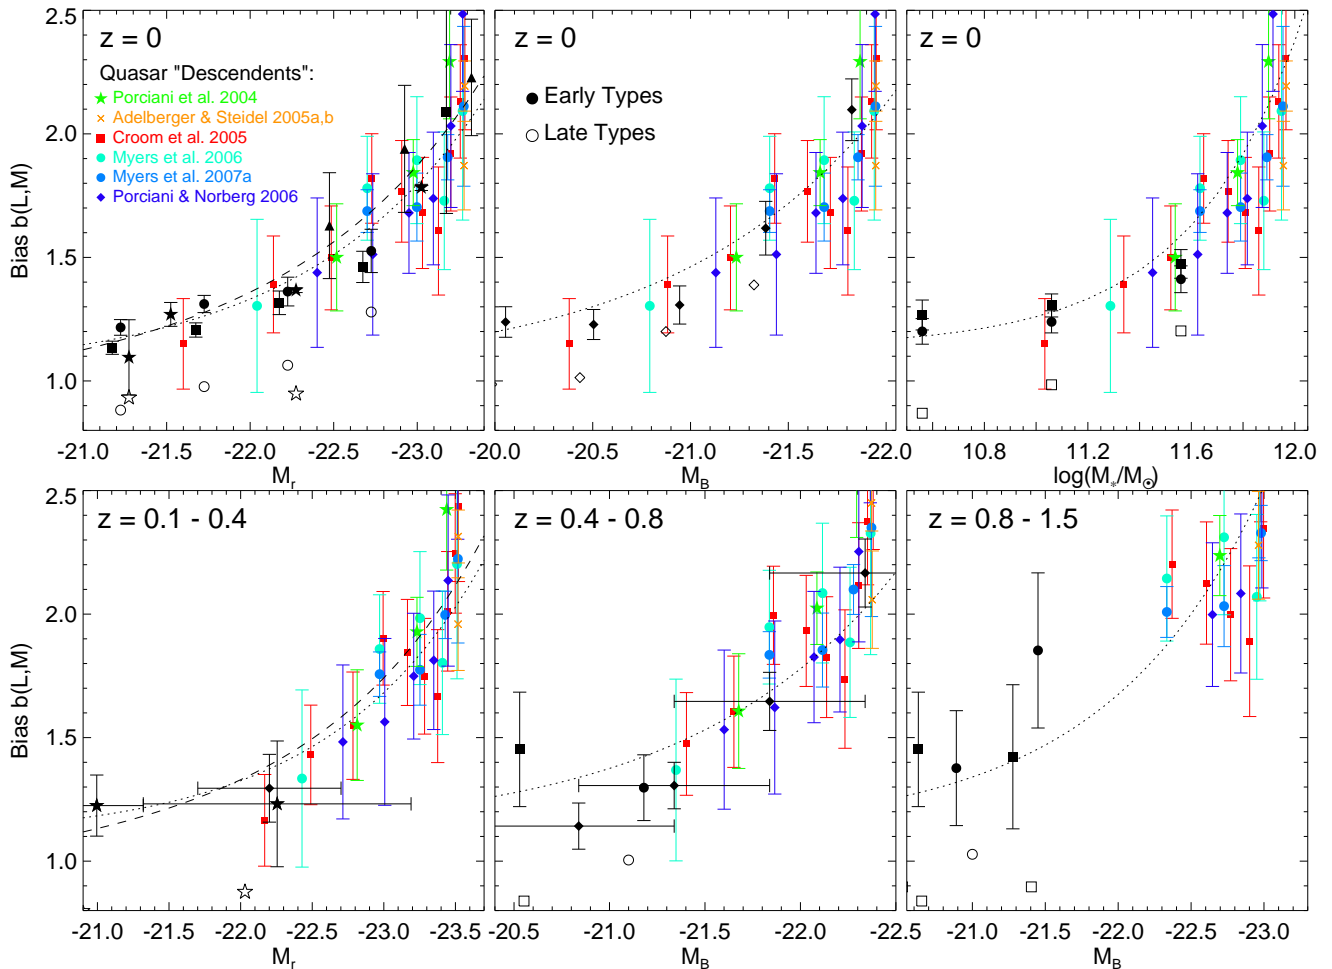 2.5
2.0
1.5
1.0
Bias b(L,M)
z = 0
Quasar "Descendents":
Porciani et al. 2004
Adelberger & Steidel 2005a,b
Croom et al. 2005
Myers et al. 2006
Myers et al. 2007a
Porciani & Norberg 2006
-21.0 -21.5 -22.0 -22.5 -23.0
M_r
z = 0
Early Types
Late Types
-20.0 -20.5 -21.0 -21.5 -22.0
M_B
z = 0
10.8 11.2 11.6 12.0
log(M_*/M_☉)
2.5
2.0
1.5
1.0
Bias b(L,M)
z = 0.1 - 0.4
-21.0 -21.5 -22.0 -22.5 -23.0 -23.5
M_r
z = 0.4 - 0.8
-20.5 -21.0 -21.5 -22.0 -22.5
M_B
z = 0.8 - 1.5
-21.0 -21.5 -22.0 -22.5 -23.0
M_B